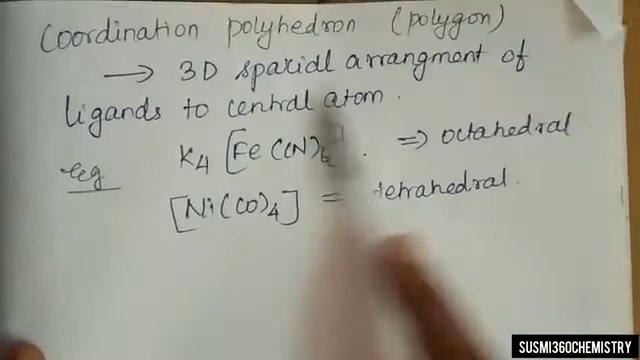 Coordination polyhedron (polygon)
→ 3D spatial arrangment of
ligands to central atom.
eg K4 [Fe(CN)6]. ⇒ octahedral
[Ni(CO)4] = tetrahedral.
SUSMI360CHEMISTRY